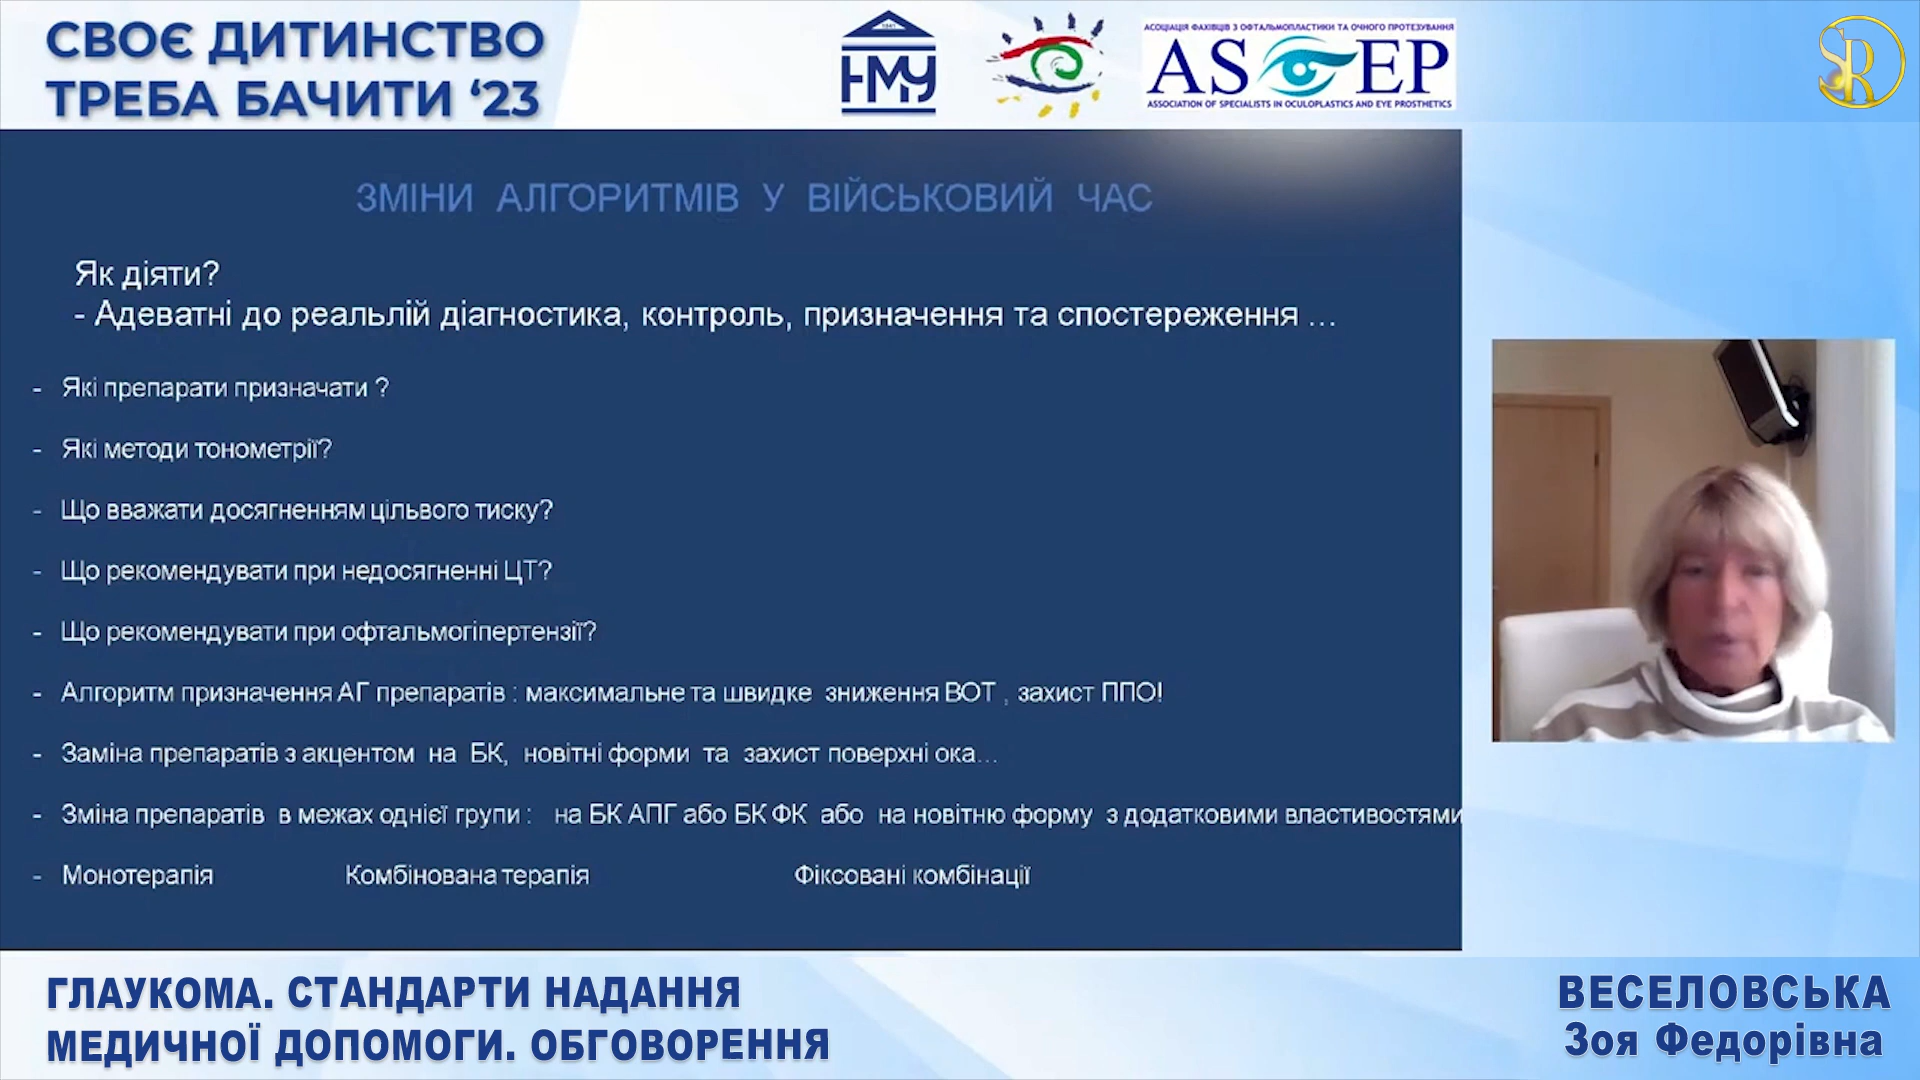 СВОЄ ДИТИНСТВО
ТРЕБА БАЧИТИ ‘23
1841
НМУ
АСОЦІАЦІЯ ФАХІВЦІВ З ОФТАЛЬМОПЛАСТИКИ ТА ОЧНОГО ПРОТЕЗУВАННЯ
ASOEP
ASSOCIATION OF SPECIALISTS IN OCULOPLASTICS AND EYE PROSTHETICS
SR
ЗМІНИ АЛГОРИТМІВ У ВІЙСЬКОВИЙ ЧАС
Як діяти?
- Адеватні до реальлій діагностика, контроль, призначення та спостереження ...
- Які препарати призначати ?
- Які методи тонометрії?
- Що вважати досягненням цільвого тиску?
- Що рекомендувати при недосягненні ЦТ?
- Що рекомендувати при офтальмогіпертензії?
- Алгоритм призначення АГ препаратів : максимальне та швидке зниження ВОТ , захист ППО!
- Заміна препаратів з акцентом на БК, новітні форми та захист поверхні ока...
- Зміна препаратів в межах однієї групи : на БК АПГ або БК ФК або на новітню форму з додатковими властивостями
- Монотерапія Комбінована терапія Фіксовані комбінації
ГЛАУКОМА. СТАНДАРТИ НАДАННЯ
МЕДИЧНОЇ ДОПОМОГИ. ОБГОВОРЕННЯ
ВЕСЕЛОВСЬКА
Зоя Федорівна